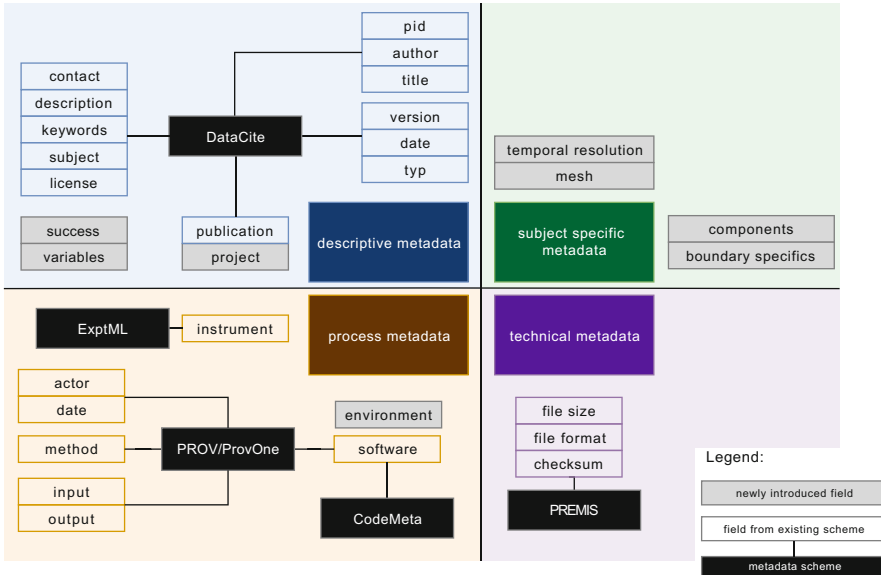 pid
author
title
contact
description
keywords
subject
license
DataCite
version
date
typ
success
variables
publication
project
descriptive metadata
temporal resolution
mesh
subject specific
metadata
components
boundary specifics
ExptML
instrument
process metadata
actor
date
method
input
output
PROV/ProvOne
environment
software
CodeMeta
technical metadata
file size
file format
checksum
PREMIS
Legend:
newly introduced field
field from existing scheme
metadata scheme